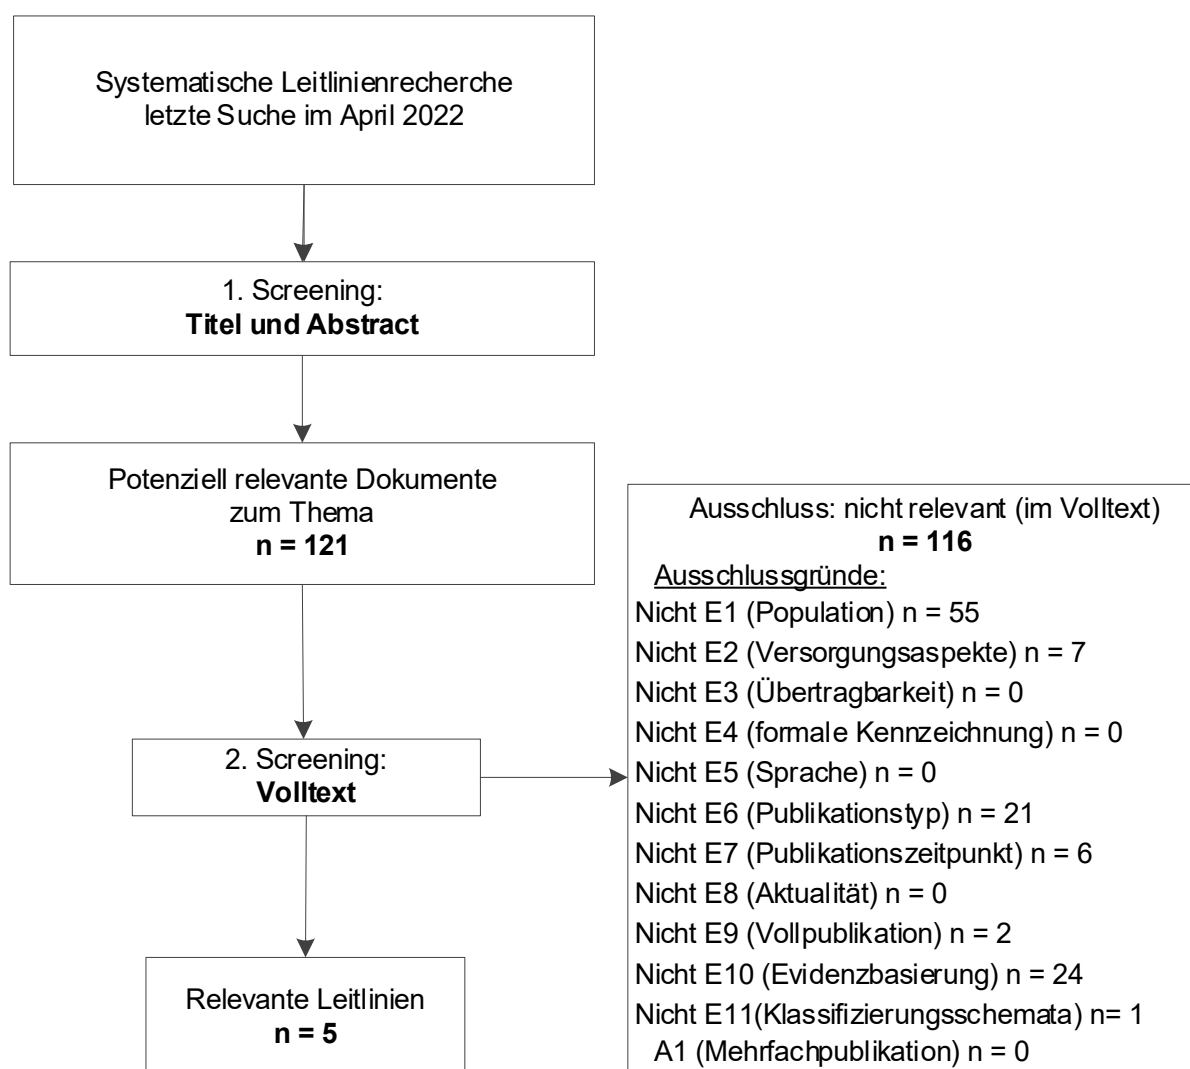 Systematische Leitlinienrecherche
letzte Suche im April 2022
1. Screening:
Titel und Abstract
Potenziell relevante Dokumente
zum Thema
n = 121
2. Screening:
Volltext
Ausschluss: nicht relevant (im Volltext)
n = 116
Ausschlussgründe:
Nicht E1 (Population) n = 55
Nicht E2 (Versorgungsaspekte) n = 7
Nicht E3 (Übertragbarkeit) n = 0
Nicht E4 (formale Kennzeichnung) n = 0
Nicht E5 (Sprache) n = 0
Nicht E6 (Publikationstyp) n = 21
Nicht E7 (Publikationszeitpunkt) n = 6
Nicht E8 (Aktualität) n = 0
Nicht E9 (Vollpublikation) n = 2
Nicht E10 (Evidenzbasierung) n = 24
Nicht E11(Klassifizierungsschemata) n= 1
A1 (Mehrfachpublikation) n = 0
Relevante Leitlinien
n = 5